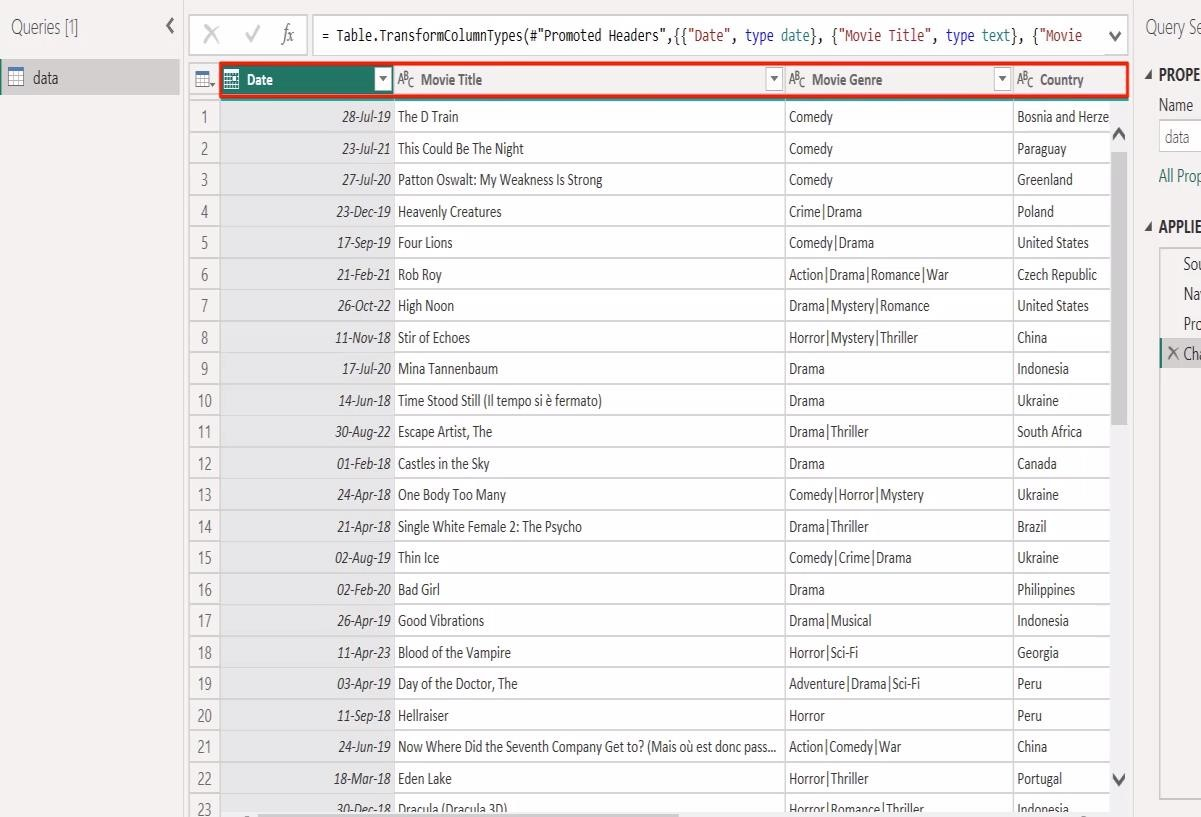 Queries [1]
data
fx
= Table.TransformColumnTypes(#"Promoted Headers",{{"Date", type date}, {"Movie Title", type text}, {"Movie
Date ABC Movie Title ABC Movie Genre ABC Country
1 28-Jul-19 The D Train Comedy Bosnia and Herze
2 23-Jul-21 This Could Be The Night Comedy Paraguay
3 27-Jul-20 Patton Oswalt: My Weakness Is Strong Comedy Greenland
4 23-Dec-19 Heavenly Creatures Crime|Drama Poland
5 17-Sep-19 Four Lions Comedy|Drama United States
6 21-Feb-21 Rob Roy Action|Drama|Romance|War Czech Republic
7 26-Oct-22 High Noon Drama|Mystery|Romance United States
8 11-Nov-18 Stir of Echoes Horror|Mystery|Thriller China
9 17-Jul-20 Mina Tannenbaum Drama Indonesia
10 14-Jun-18 Time Stood Still (Il tempo si è fermato) Drama Ukraine
11 30-Aug-22 Escape Artist, The Drama|Thriller South Africa
12 01-Feb-18 Castles in the Sky Drama Canada
13 24-Apr-18 One Body Too Many Comedy|Horror|Mystery Ukraine
14 21-Apr-18 Single White Female 2: The Psycho Drama|Thriller Brazil
15 02-Aug-19 Thin Ice Comedy|Crime|Drama Ukraine
16 02-Feb-20 Bad Girl Drama Philippines
17 26-Apr-19 Good Vibrations Drama|Musical Indonesia
18 11-Apr-23 Blood of the Vampire Horror|Sci-Fi Georgia
19 03-Apr-19 Day of the Doctor, The Adventure|Drama|Sci-Fi Peru
20 11-Sep-18 Hellraiser Horror Peru
21 24-Jun-19 Now Where Did the Seventh Company Get to? (Mais où est donc pass... Action|Comedy|War China
22 18-Mar-18 Eden Lake Horror|Thriller Portugal
23 30-Dec-18 Dracula (Dracula 3D) Horror|Romance|Thriller Indonesia
Query Se
PROPE
Name
data
All Prop
APPLIE
Sou
Nav
Pro
Cha